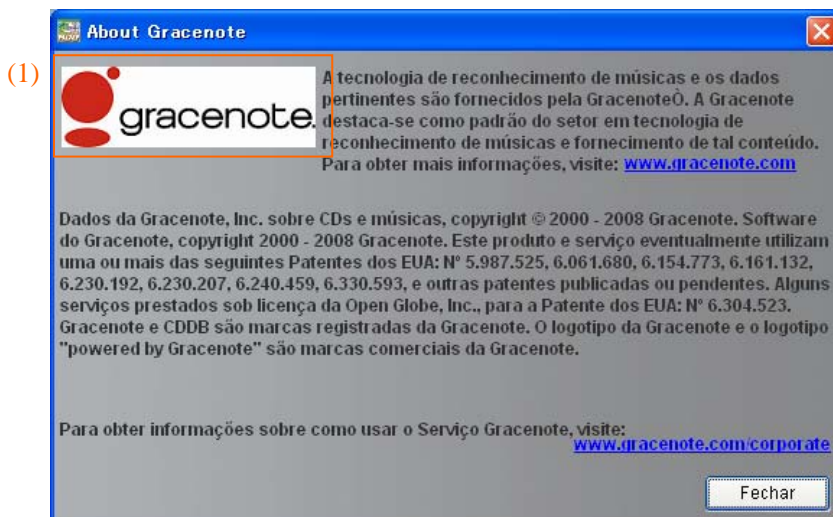 About Gracenote
(1)
gracenote.
A tecnologia de reconhecimento de músicas e os dados
pertinentes são fornecidos pela GracenoteÒ. A Gracenote
destaca-se como padrão do setor em tecnologia de
reconhecimento de músicas e fornecimento de tal conteúdo.
Para obter mais informações, visite: www.gracenote.com
Dados da Gracenote, Inc. sobre CDs e músicas, copyright © 2000 - 2008 Gracenote. Software
do Gracenote, copyright 2000 - 2008 Gracenote. Este produto e serviço eventualmente utilizam
uma ou mais das seguintes Patentes dos EUA: Nº 5.987.525, 6.061.680, 6.154.773, 6.161.132,
6.230.192, 6.230.207, 6.240.459, 6.330.593, e outras patentes publicadas ou pendentes. Alguns
serviços prestados sob licença da Open Globe, Inc., para a Patente dos EUA: Nº 6.304.523.
Gracenote e CDDB são marcas registradas da Gracenote. O logotipo da Gracenote e o logotipo
"powered by Gracenote" são marcas comerciais da Gracenote.
Para obter informações sobre como usar o Serviço Gracenote, visite:
www.gracenote.com/corporate
Fechar